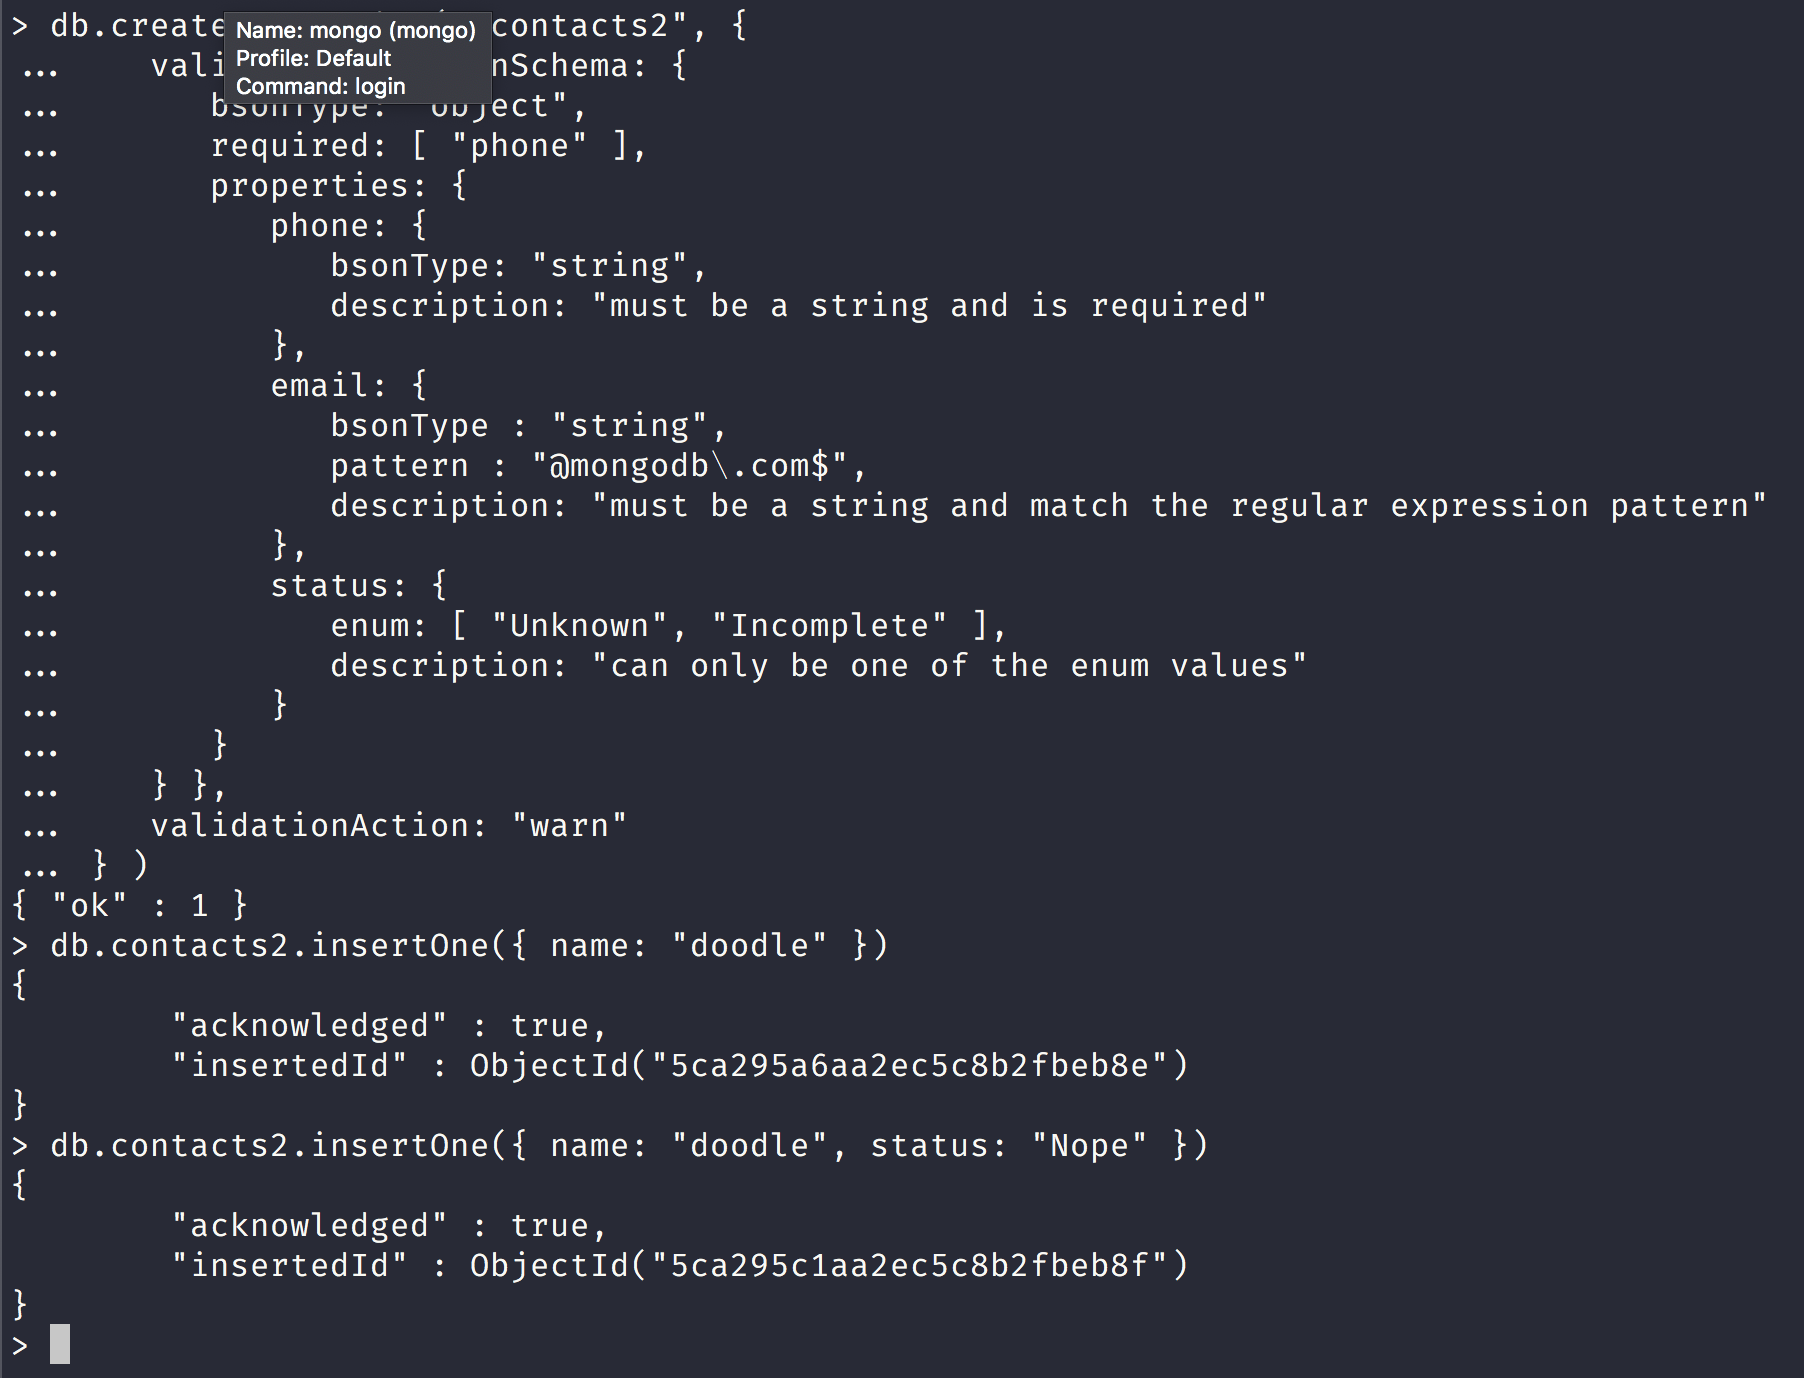 > db.create contacts2", {
Name: mongo (mongo)
Profile: Default
Command: login
... vali nSchema: {
... bsonType: "object",
... required: [ "phone" ],
... properties: {
... phone: {
... bsonType: "string",
... description: "must be a string and is required"
... },
... email: {
... bsonType : "string",
... pattern : "@mongodb\.com$",
... description: "must be a string and match the regular expression pattern"
... },
... status: {
... enum: [ "Unknown", "Incomplete" ],
... description: "can only be one of the enum values"
... }
... }
... } },
... validationAction: "warn"
... } )
{ "ok" : 1 }
> db.contacts2.insertOne({ name: "doodle" })
{
"acknowledged" : true,
"insertedId" : ObjectId("5ca295a6aa2ec5c8b2fbeb8e")
}
> db.contacts2.insertOne({ name: "doodle", status: "Nope" })
{
"acknowledged" : true,
"insertedId" : ObjectId("5ca295c1aa2ec5c8b2fbeb8f")
}
>